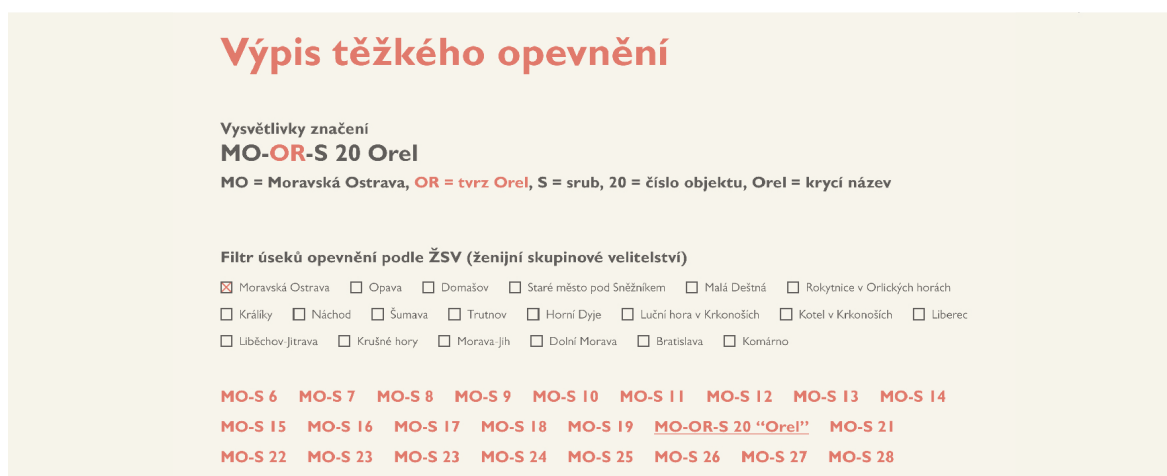 Výpis těžkého opevnění
Vysvětlivky značení
MO-OR-S 20 Orel
MO = Moravská Ostrava, OR = tvrz Orel, S = srub, 20 = číslo objektu, Orel = krycí název
Filtr úseků opevnění podle ŽSV (ženijní skupinové velitelství)
Moravská Ostrava Opava Domašov Staré město pod Sněžníkem Malá Deštná Rokytnice v Orlických horách
Králíky Náchod Šumava Trutnov Horní Dyje Luční hora v Krkonoších Kotel v Krkonoších Liberec
Liběchov-Jitrava Krušné hory Morava-Jih Dolní Morava Bratislava Komárno
MO-S 6 MO-S 7 MO-S 8 MO-S 9 MO-S 10 MO-S 11 MO-S 12 MO-S 13 MO-S 14
MO-S 15 MO-S 16 MO-S 17 MO-S 18 MO-S 19 MO-OR-S 20 “Orel” MO-S 21
MO-S 22 MO-S 23 MO-S 23 MO-S 24 MO-S 25 MO-S 26 MO-S 27 MO-S 28